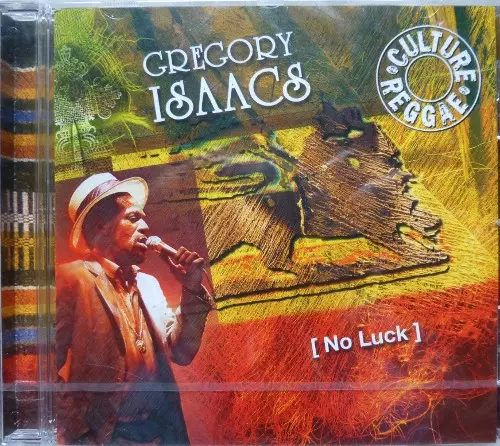 GREGORY
ISAACS
CULTURE
REGGAE
[ No Luck ]